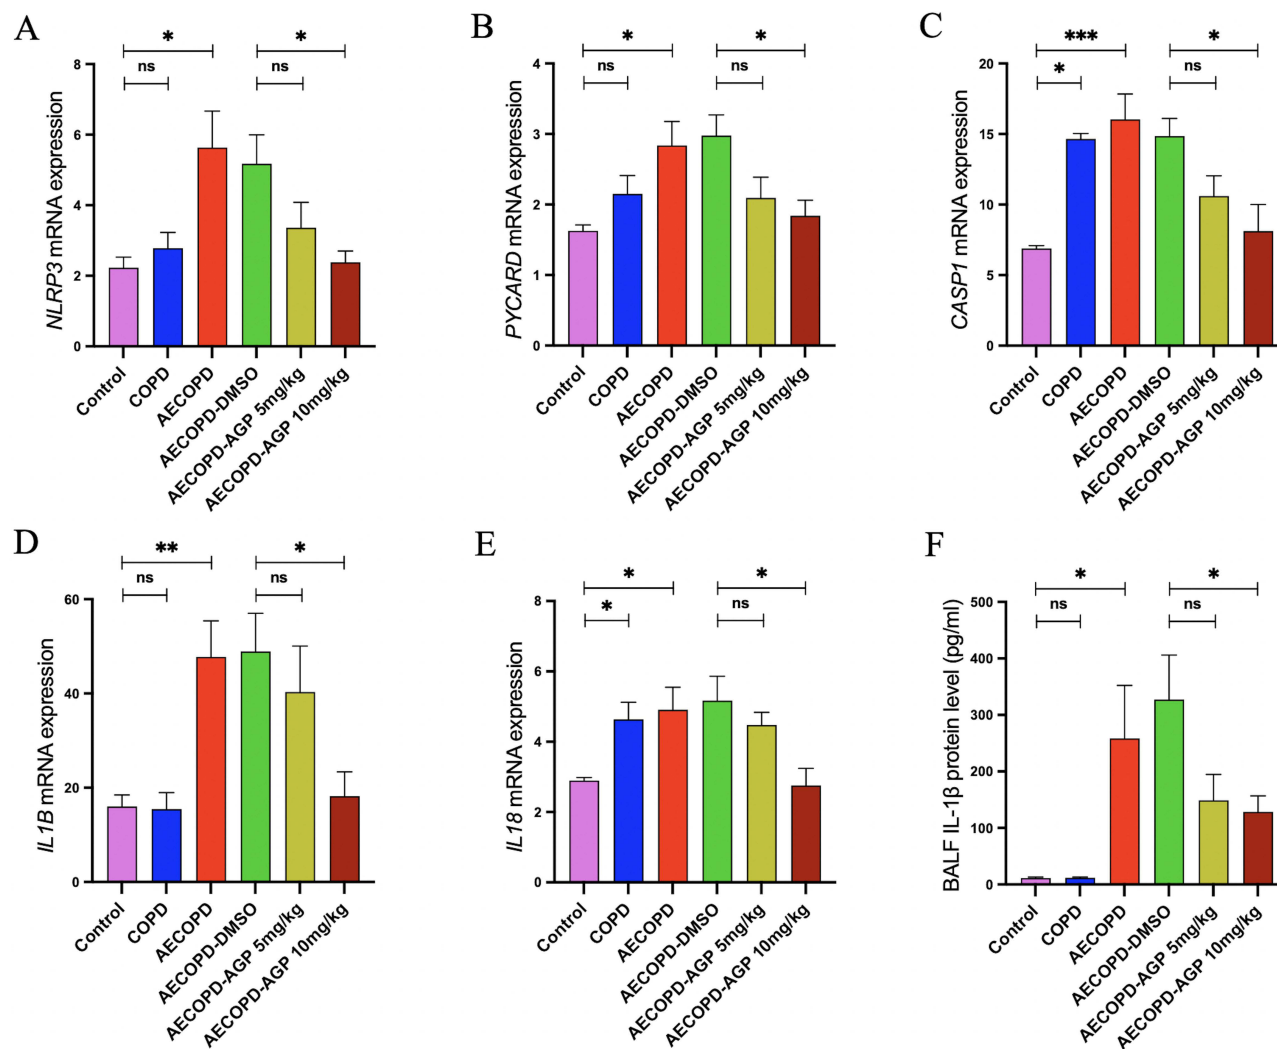 A
*
*
ns
ns
NLRP3 mRNA expression
8
6
4
2
0
Control
COPD
AECOPD
AECOPD-DMSO
AECOPD-AGP 5mg/kg
AECOPD-AGP 10mg/kg
B
*
*
ns
ns
PYCARD mRNA expression
4
3
2
1
0
Control
COPD
AECOPD
AECOPD-DMSO
AECOPD-AGP 5mg/kg
AECOPD-AGP 10mg/kg
C
***
*
*
ns
CASP1 mRNA expression
20
15
10
5
0
Control
COPD
AECOPD
AECOPD-DMSO
AECOPD-AGP 5mg/kg
AECOPD-AGP 10mg/kg
D
**
*
ns
ns
IL1B mRNA expression
60
40
20
0
Control
COPD
AECOPD
AECOPD-DMSO
AECOPD-AGP 5mg/kg
AECOPD-AGP 10mg/kg
E
*
*
*
ns
IL18 mRNA expression
8
6
4
2
0
Control
COPD
AECOPD
AECOPD-DMSO
AECOPD-AGP 5mg/kg
AECOPD-AGP 10mg/kg
F
*
*
ns
ns
BALF IL-1β protein level (pg/ml)
500
400
300
200
100
0
Control
COPD
AECOPD
AECOPD-DMSO
AECOPD-AGP 5mg/kg
AECOPD-AGP 10mg/kg